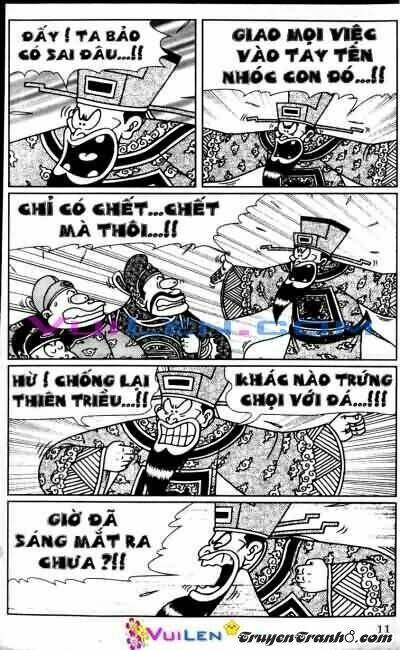 ĐẤY ! TA BẢO
CÓ SAI ĐÂU...!!
GIAO MỌI VIỆC
VÀO TAY TÊN
NHÓC CON ĐÓ...!!
CHỈ CÓ CHẾT...CHẾT
MÀ THÔI...!!
VUILEN.COM
HỪ ! CHỐNG LẠI
THIÊN TRIỀU...!!
KHÁC NÀO TRỨNG
CHỌI VỚI ĐÁ...!!!
GIỜ ĐÃ
SÁNG MẮT RA
CHƯA ?!!
11
VUILEN
TruyenTranh8.com